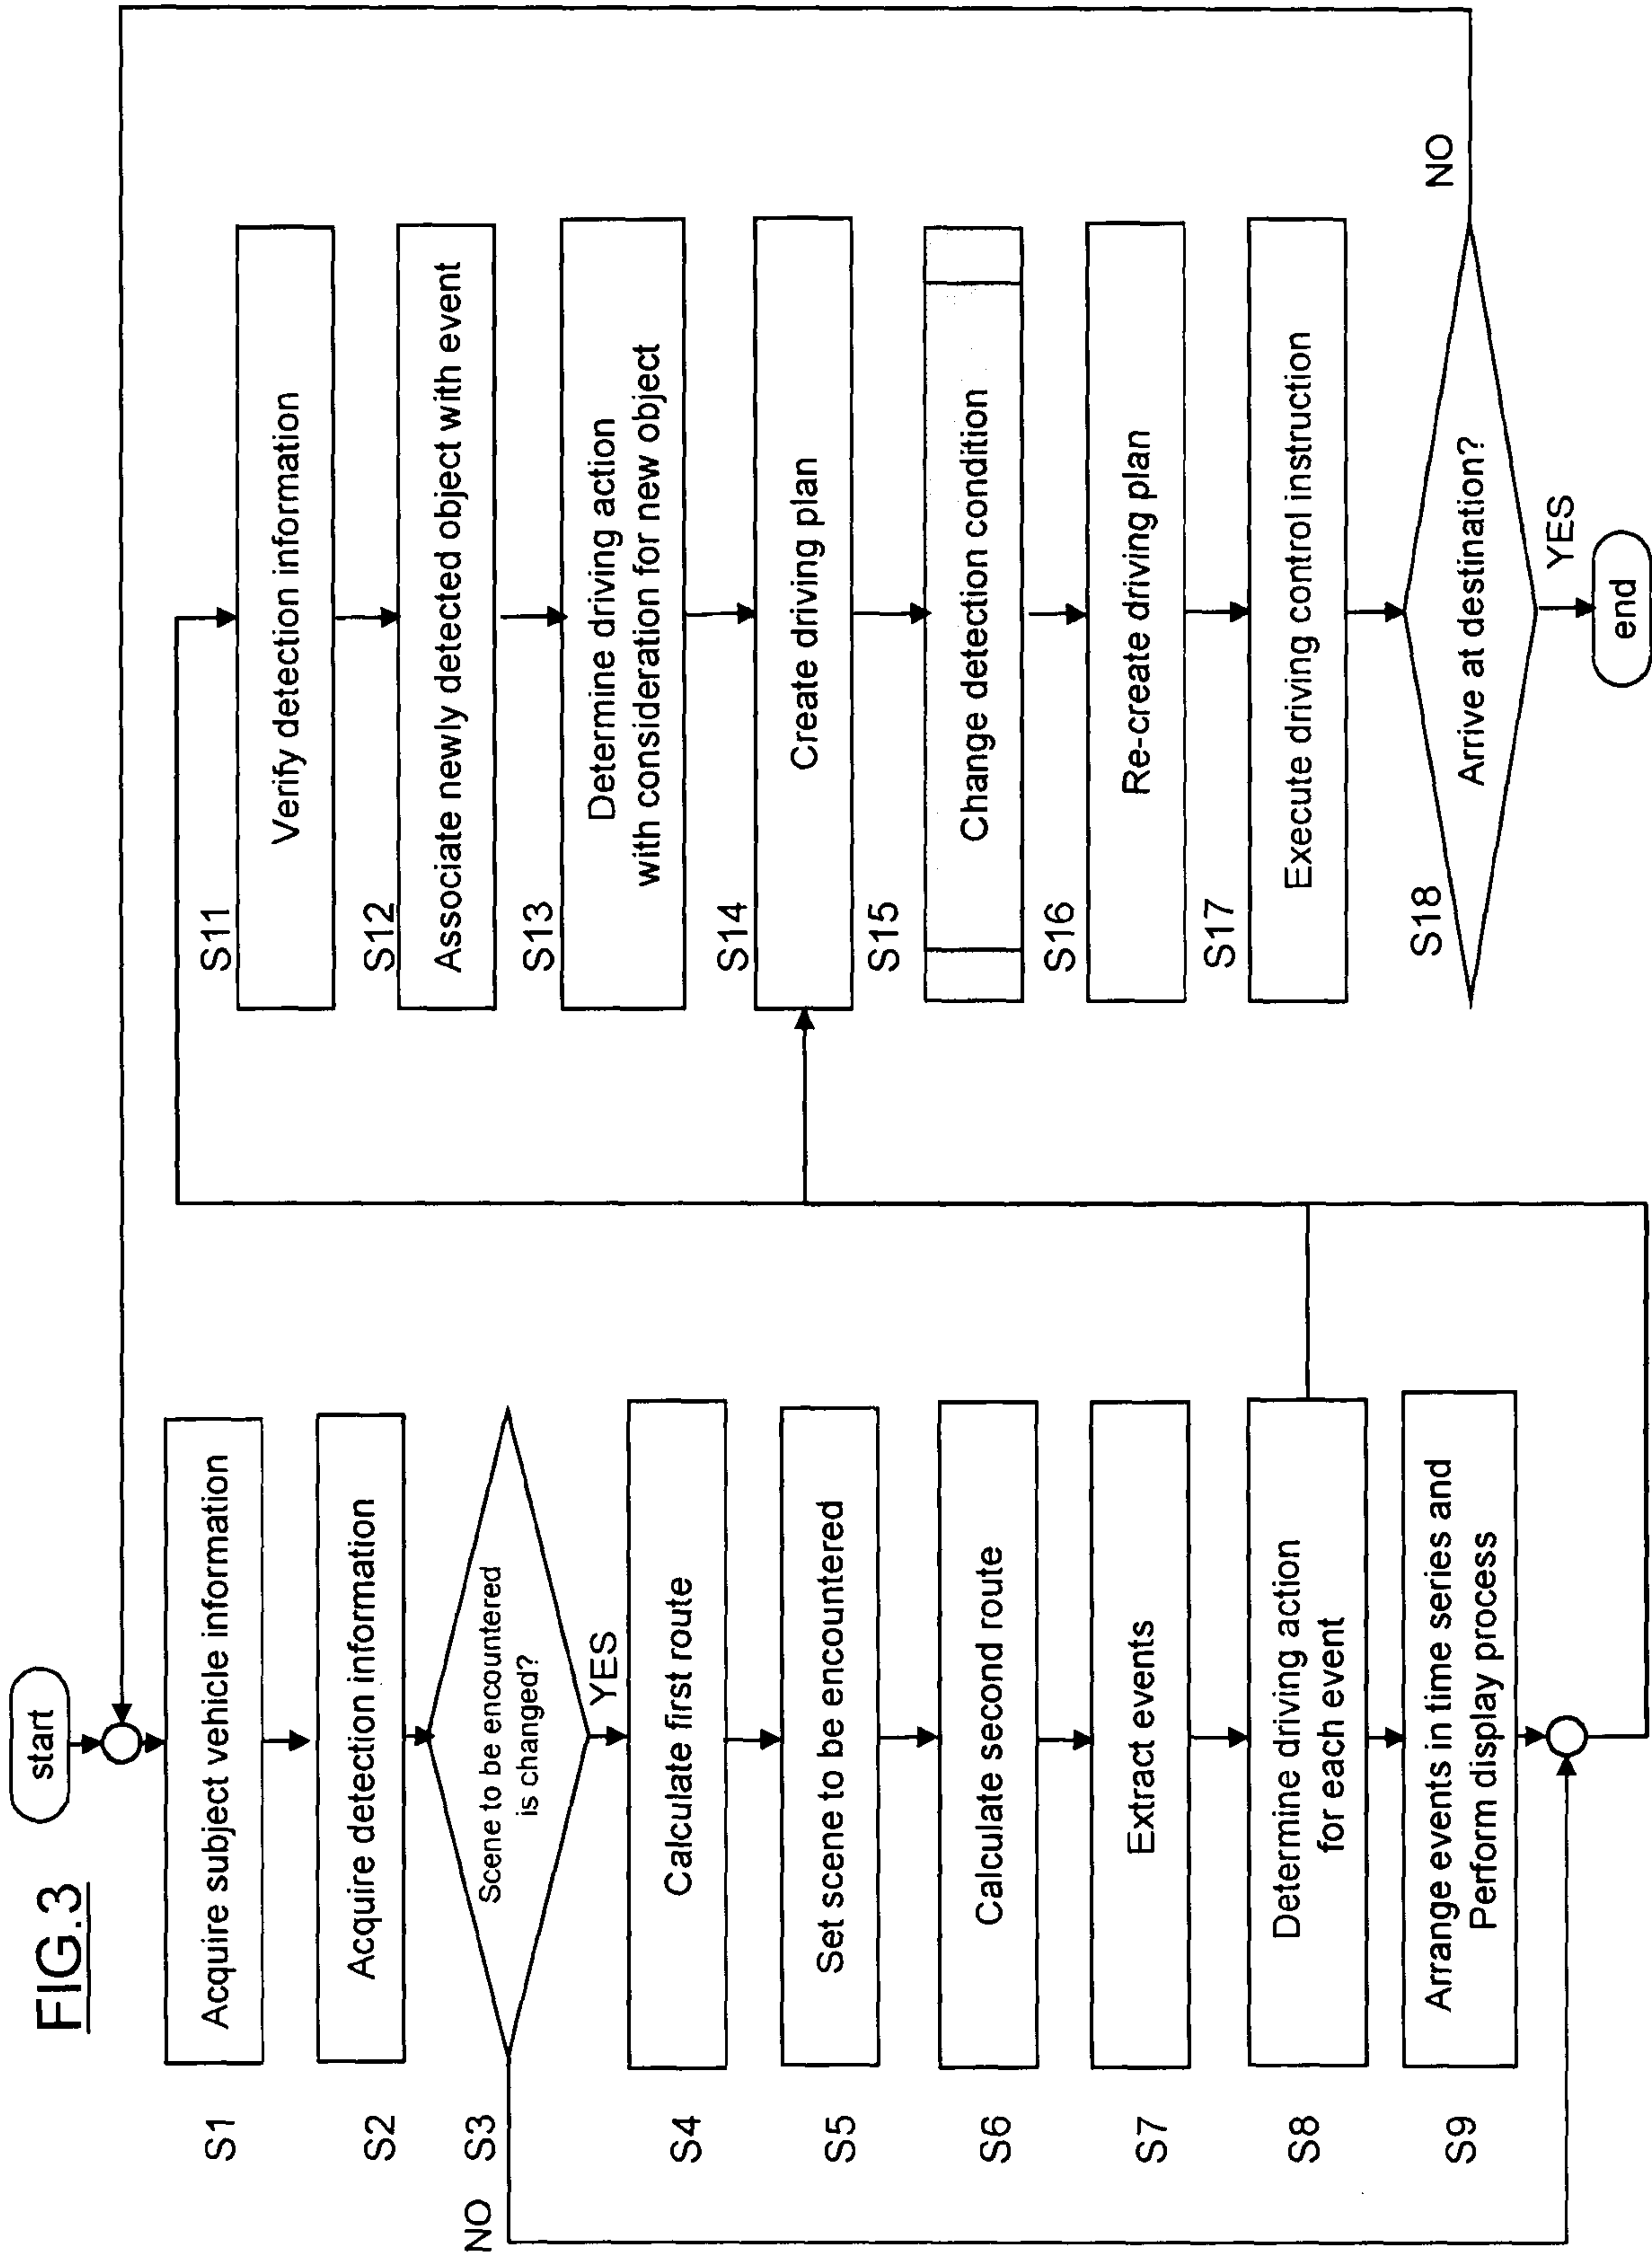 FIG.3
start
S1
Acquire subject vehicle information
S2
Acquire detection information
S3
Scene to be encountered
is changed?
NO
YES
S4
Calculate first route
S5
Set scene to be encountered
S6
Calculate second route
S7
Extract events
S8
Determine driving action
for each event
S9
Arrange events in time series and
Perform display process
S11
Verify detection information
S12
Associate newly detected object with event
S13
Determine driving action
with consideration for new object
S14
Create driving plan
S15
Change detection condition
S16
Re-create driving plan
S17
Execute driving control instruction
S18
Arrive at destination?
NO
YES
end